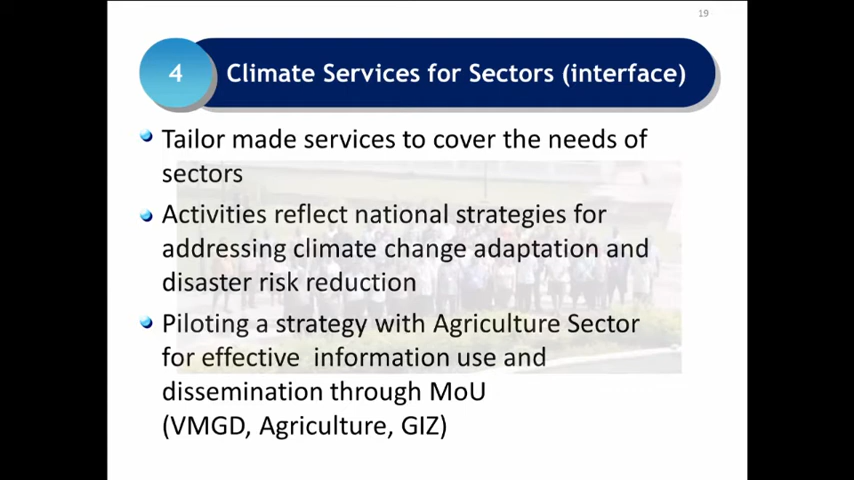 19
4 Climate Services for Sectors (interface)
Tailor made services to cover the needs of
sectors
Activities reflect national strategies for
addressing climate change adaptation and
disaster risk reduction
Piloting a strategy with Agriculture Sector
for effective  information use and
dissemination through MoU
(VMGD, Agriculture, GIZ)